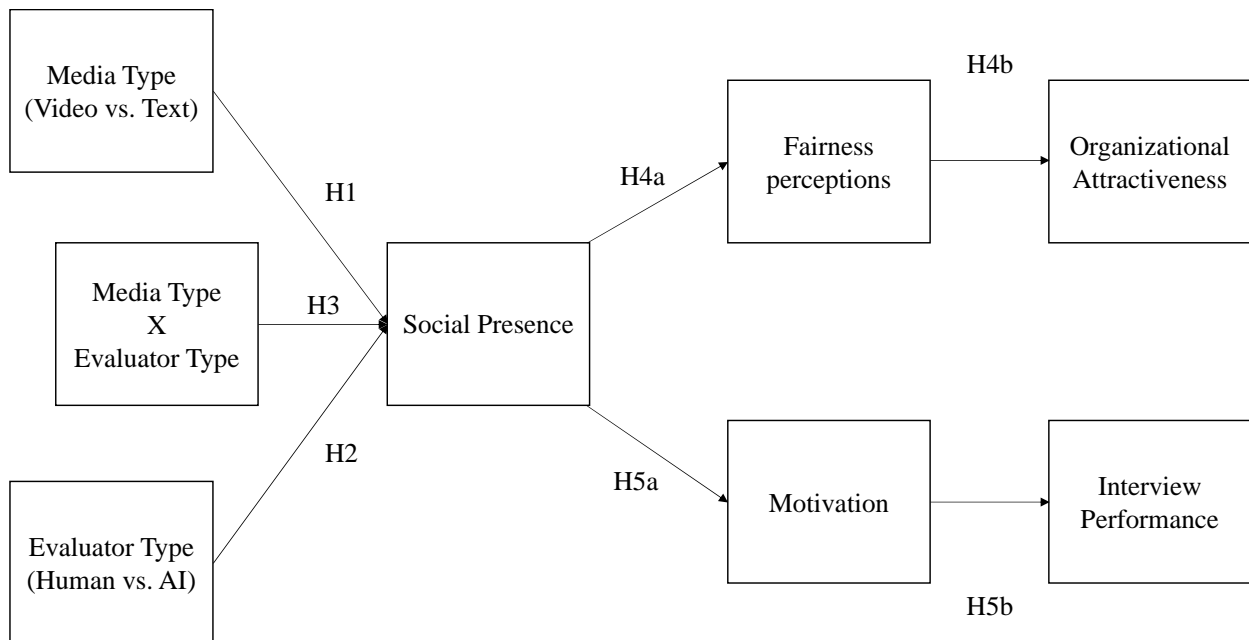 Media Type
(Video vs. Text)
H1
Media Type
X
Evaluator Type
H3
Evaluator Type
(Human vs. AI)
H2
Social Presence
H4a
Fairness
perceptions
H4b
Organizational
Attractiveness
H5a
Motivation
H5b
Interview
Performance